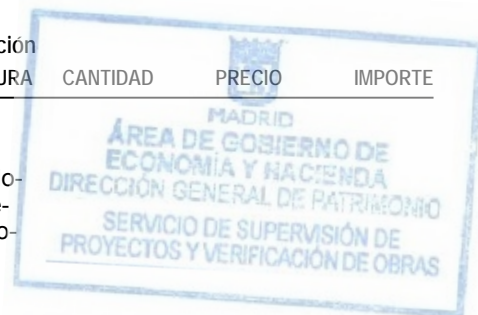 ción
URA CANTIDAD PRECIO IMPORTE
MADRID
ÁREA DE GOBIERNO DE
ECONOMÍA Y HACIENDA
DIRECCIÓN GENERAL DE PATRIMONIO
SERVICIO DE SUPERVISIÓN DE
PROYECTOS Y VERIFICACIÓN DE OBRAS
o-
e-
o-